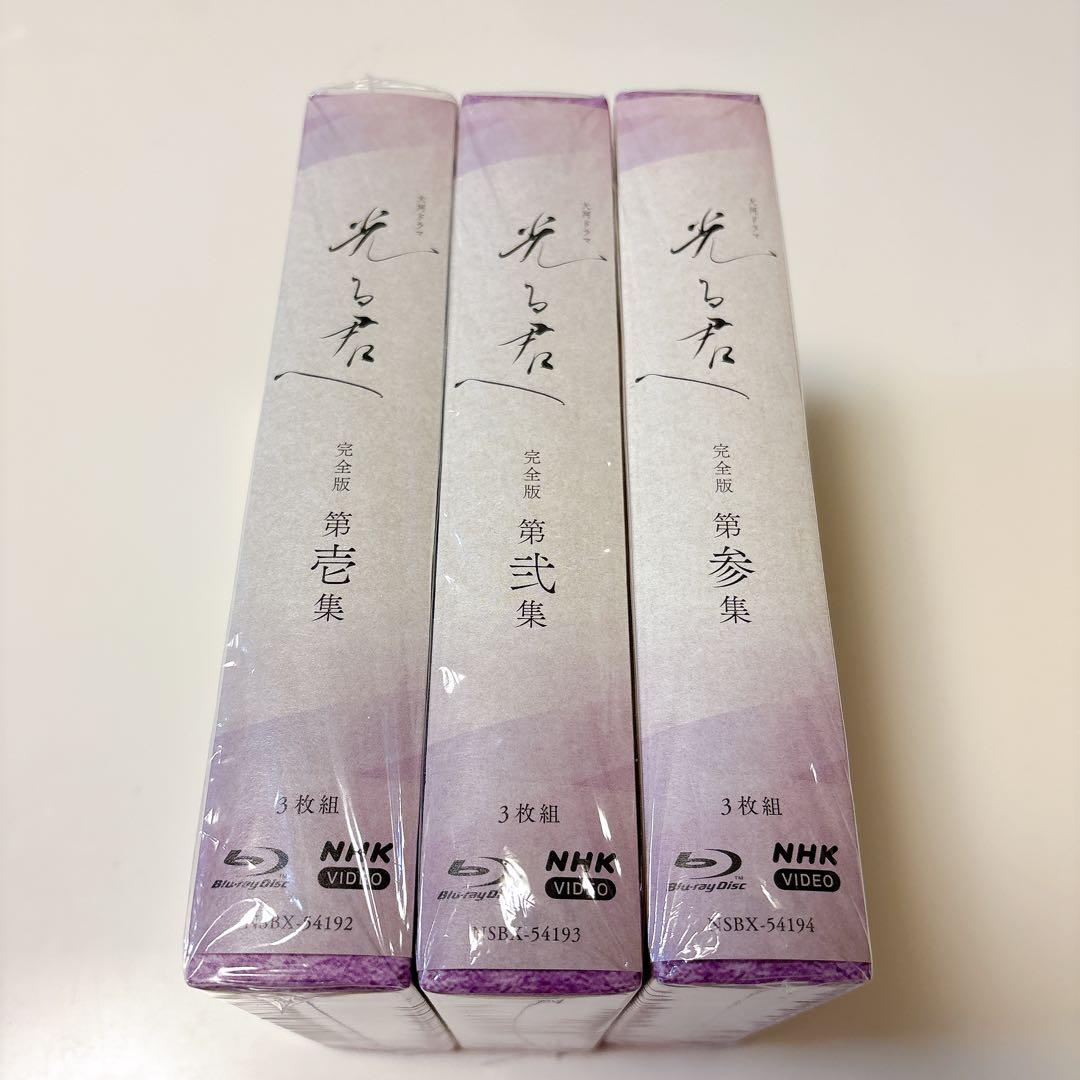 大河ドラマ
光る君へ
完全版
第壱集
3枚組
Blu-ray Disc
NHK
VIDEO
NSBX-54192
大河ドラマ
光る君へ
完全版
第弐集
3枚組
Blu-ray Disc
NHK
VIDEO
NSBX-54193
大河ドラマ
光る君へ
完全版
第参集
3枚組
Blu-ray Disc™
NHK
VIDEO
NSBX-54194